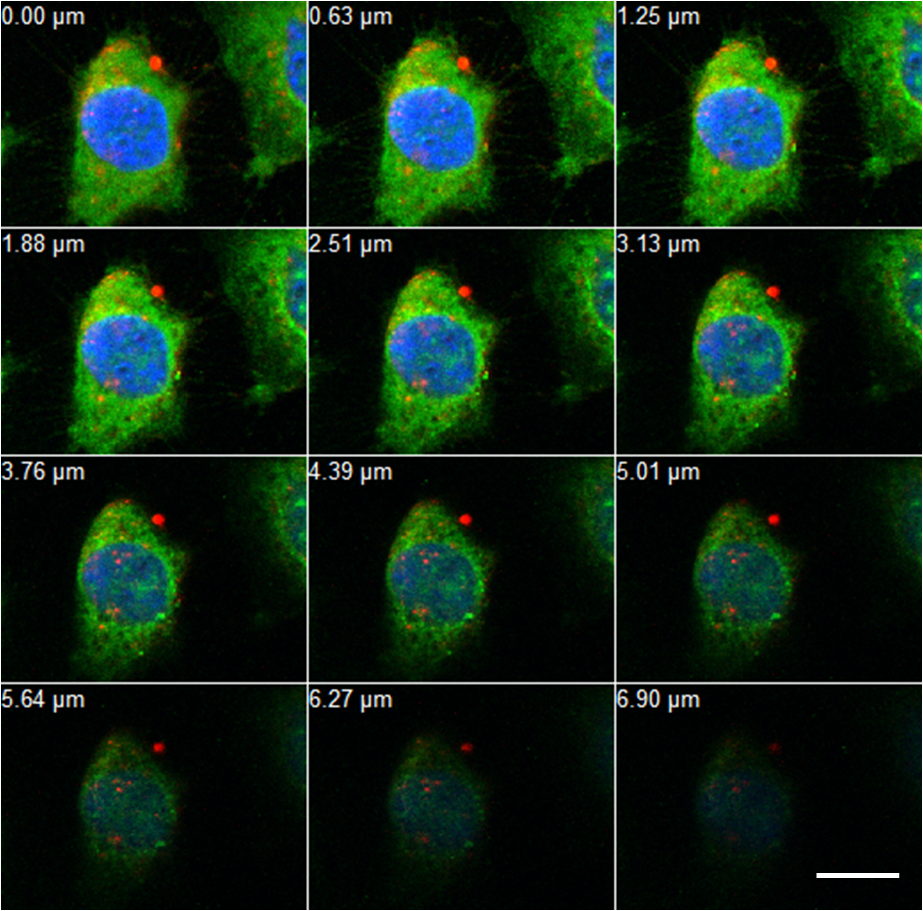 0.00 µm
0.63 µm
1.25 µm
1.88 µm
2.51 µm
3.13 µm
3.76 µm
4.39 µm
5.01 µm
5.64 µm
6.27 µm
6.90 µm